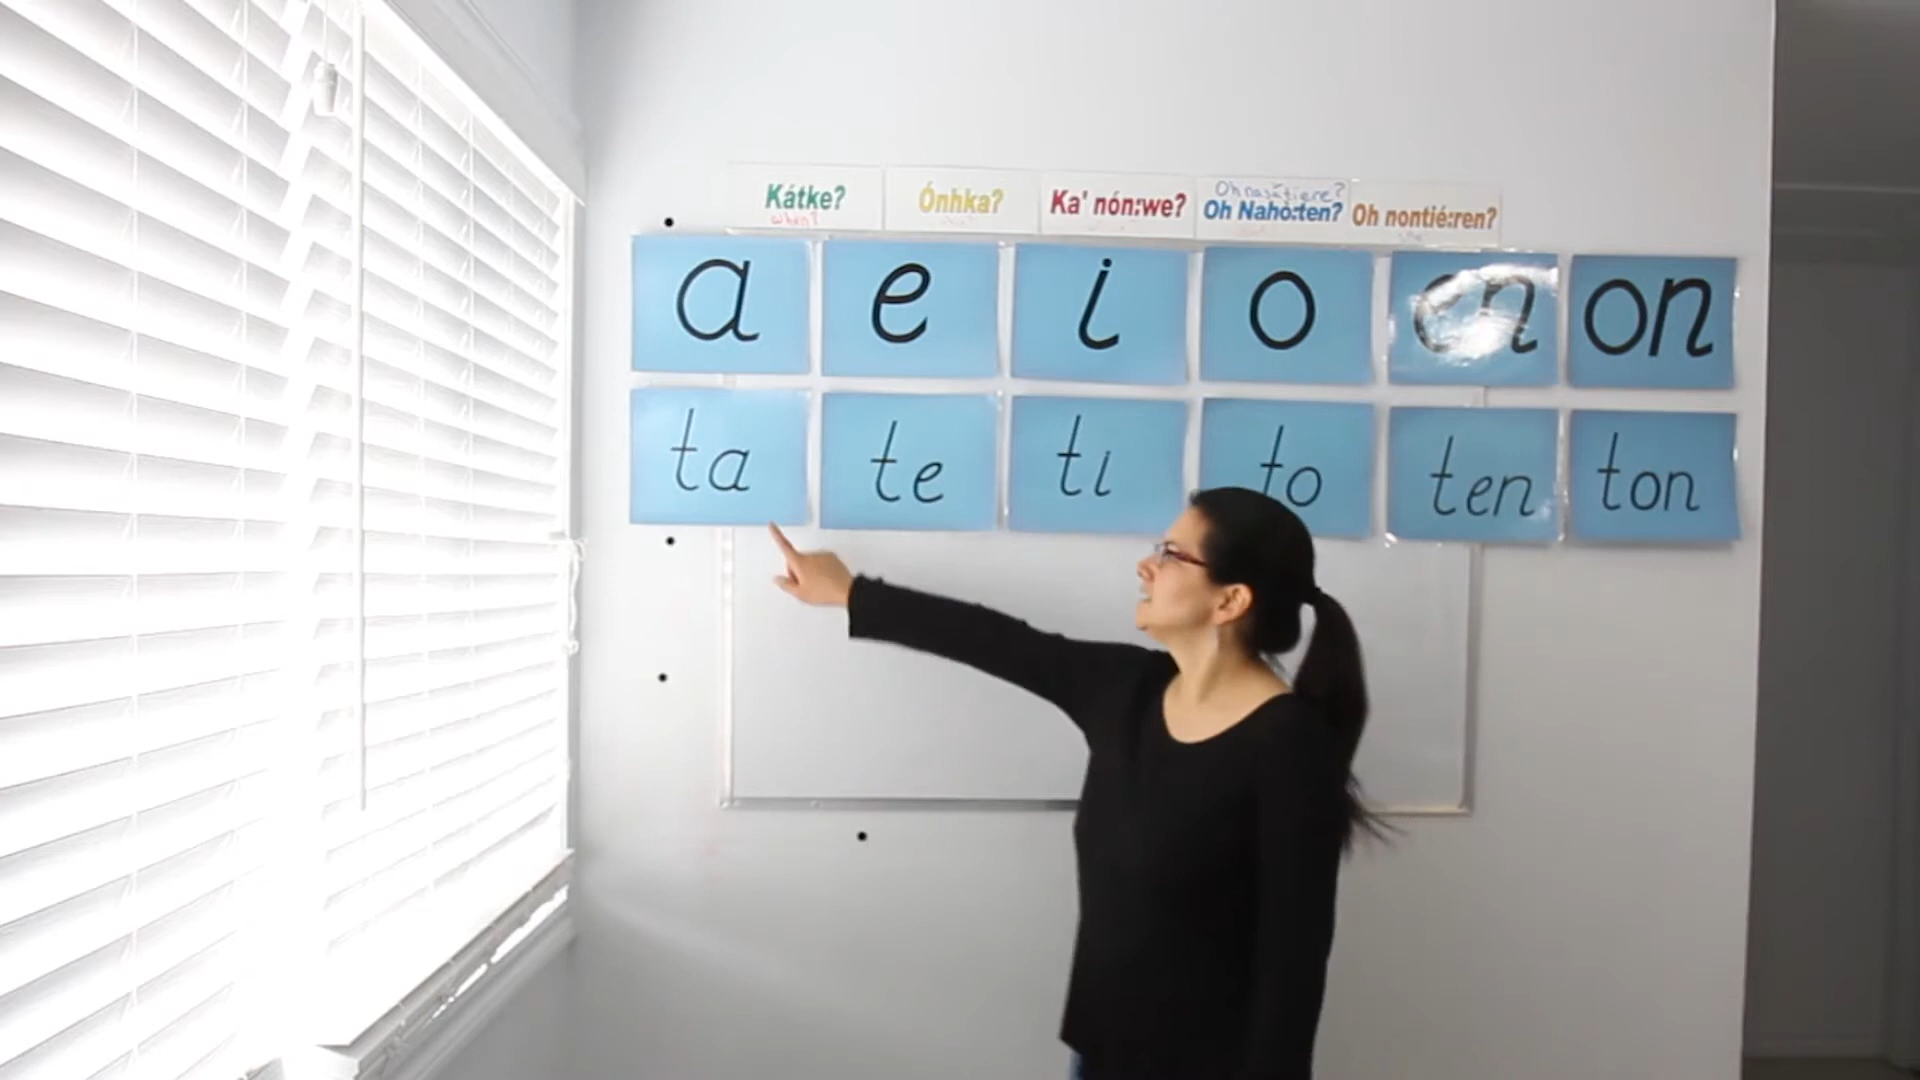 Kátke? Ónhka? Ka' nón:we? Oh Nahò:ten? Oh nontié:ren?
when?
a e i o en on
ta te ti to ten ton